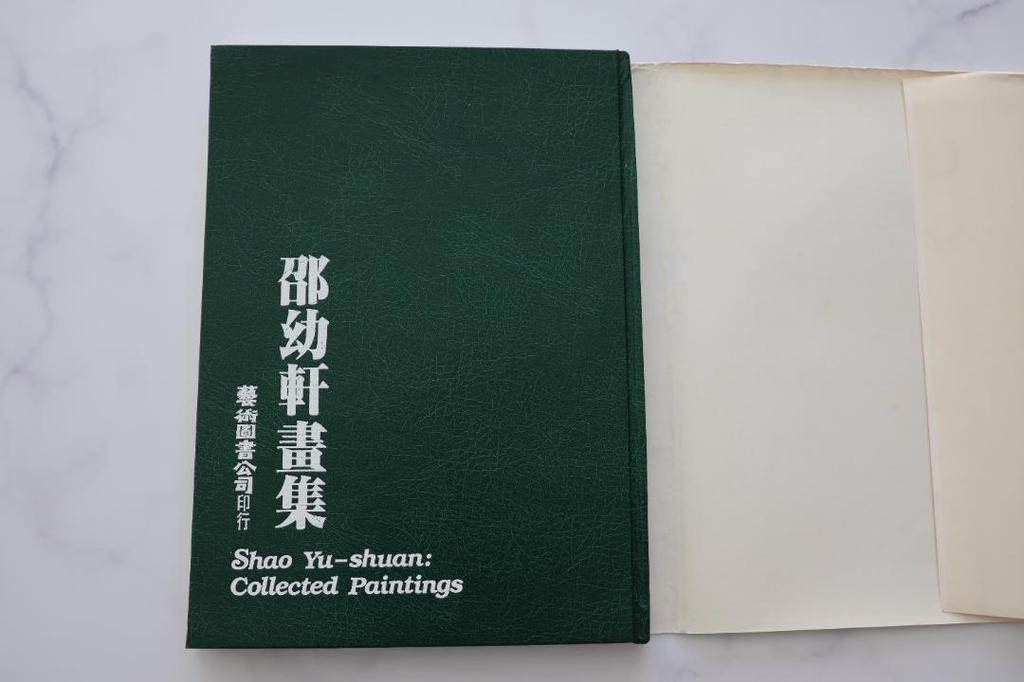 邵幼軒畫集
藝術圖書公司印行
Shao Yu-shuan:
Collected Paintings